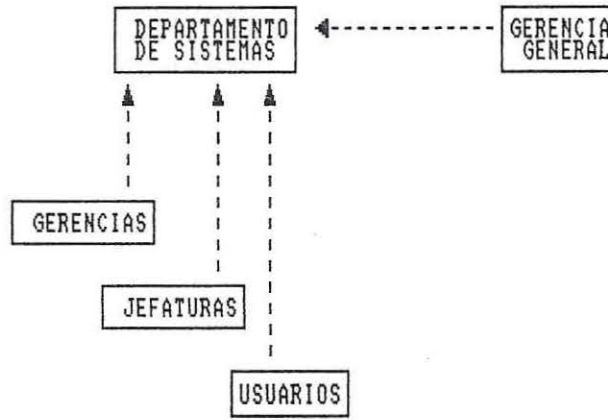 DEPARTAMENTO
DE SISTEMAS
GERENCIA
GENERAL
GERENCIAS
JEFATURAS
USUARIOS